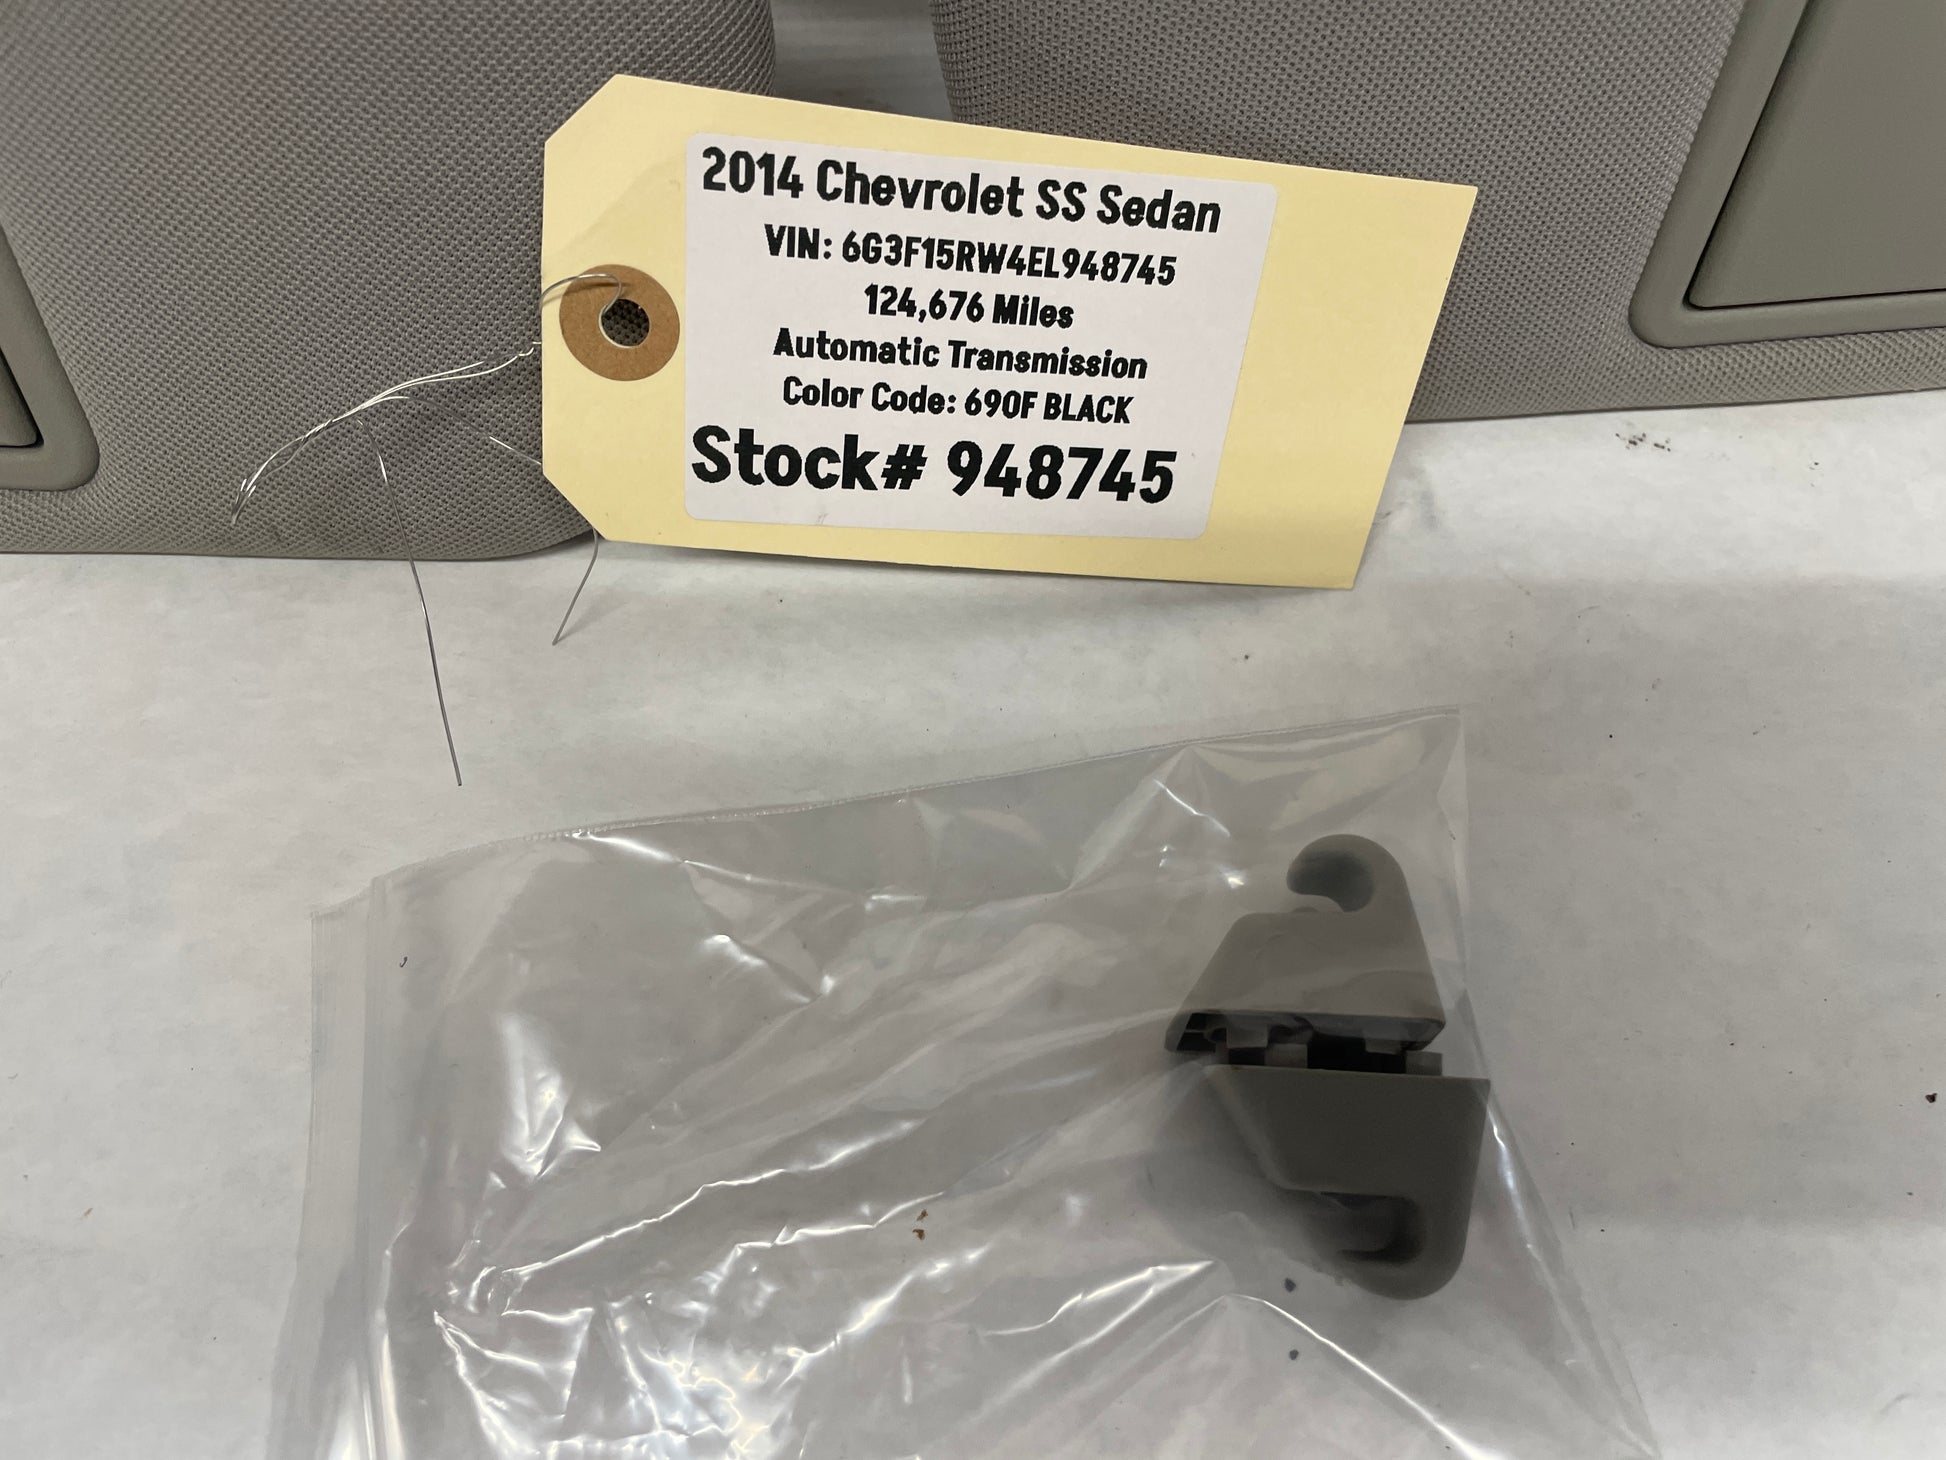 2014 Chevrolet SS Sedan
VIN: 6G3F15RW4EL948745
124,676 Miles
Automatic Transmission
Color Code: 690F BLACK
Stock# 948745